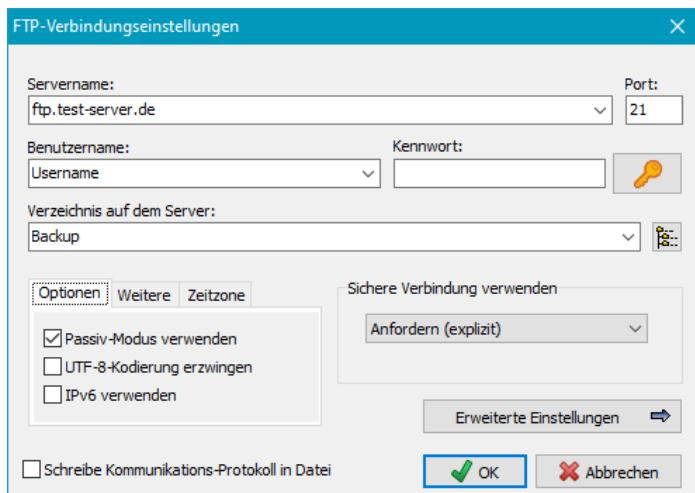 FTP-Verbindungseinstellungen
Servername:
Port:
ftp.test-server.de
21
Benutzername:
Kennwort:
Username
Verzeichnis auf dem Server:
Backup
Optionen Weitere Zeitzone
Sichere Verbindung verwenden
Passiv-Modus verwenden
Anfordern (explizit)
UTF-8-Kodierung erzwingen
IPv6 verwenden
Erweiterte Einstellungen
Schreibe Kommunikations-Protokoll in Datei
OK
Abbrechen